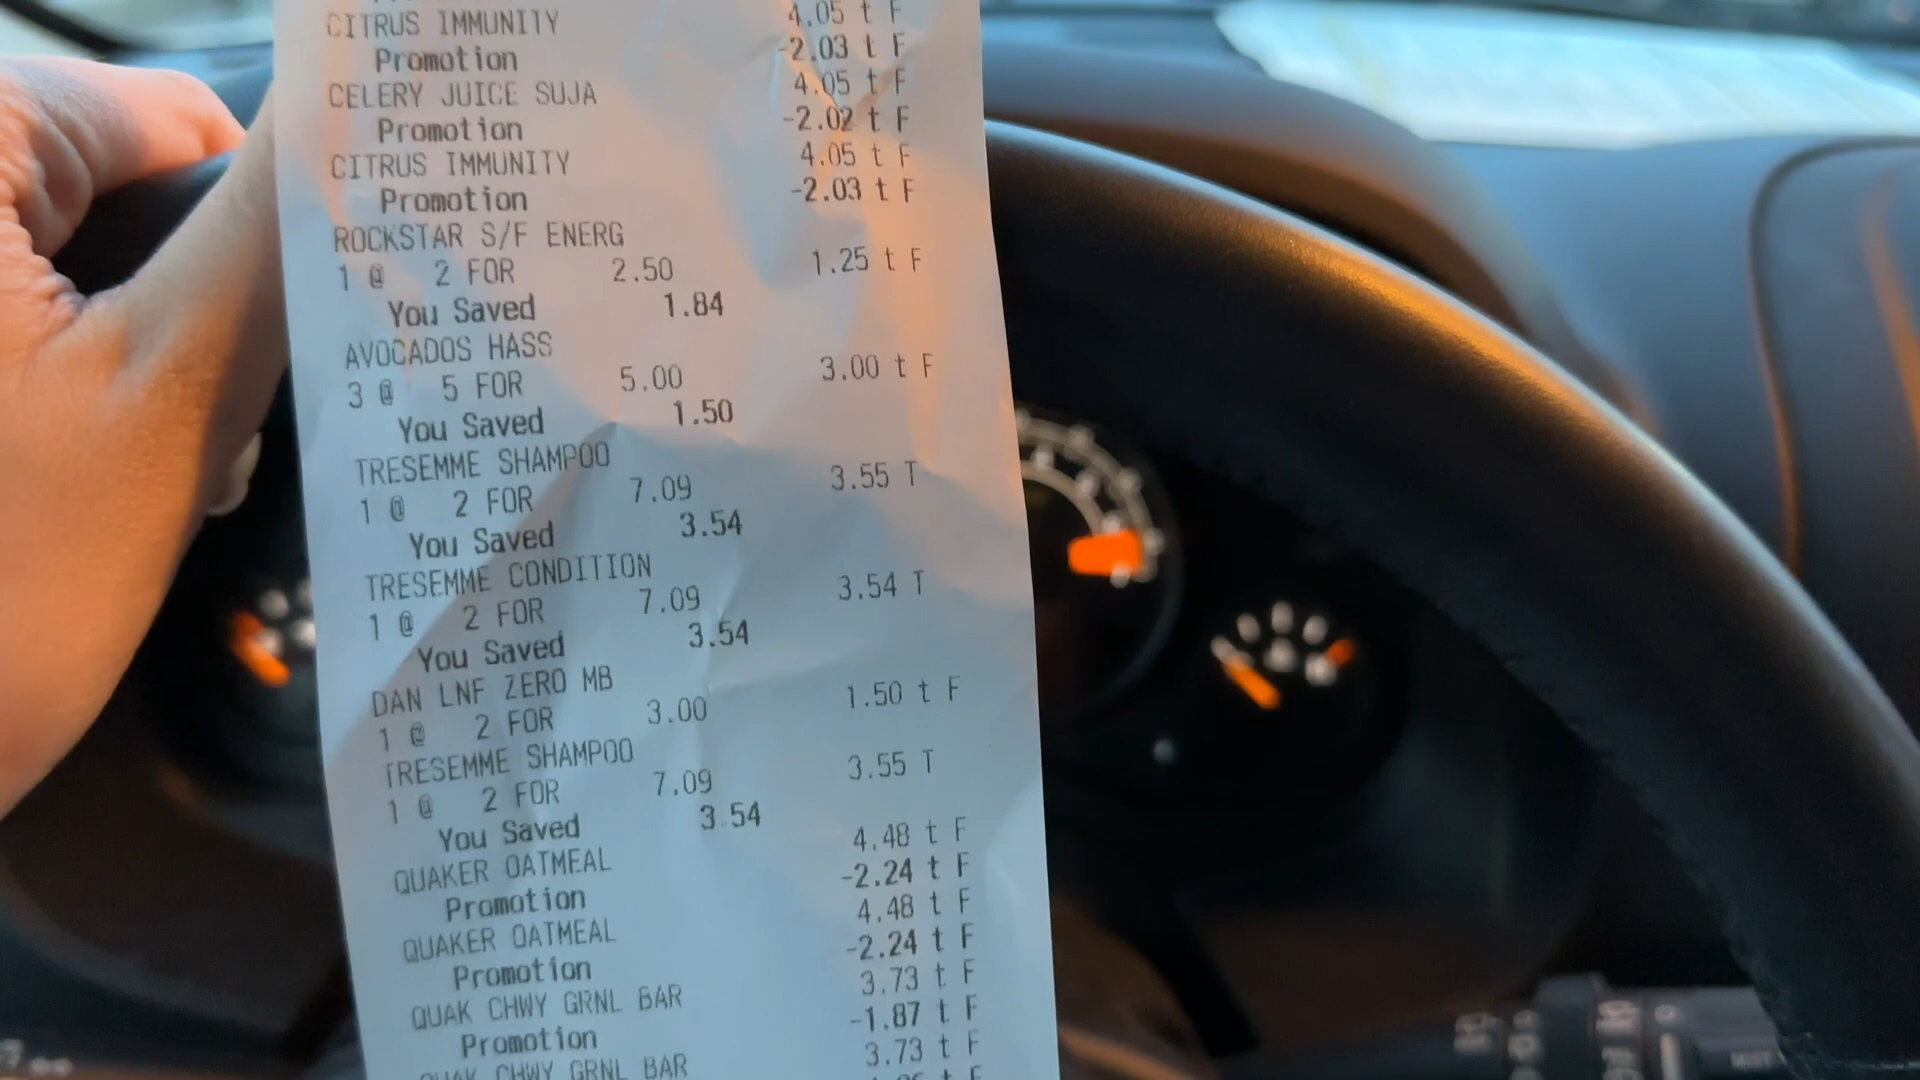 CITRUS IMMUNITY 4.05 t F
Promotion -2.03 t F
CELERY JUICE SUJA 4.05 t F
Promotion -2.02 t F
CITRUS IMMUNITY 4.05 t F
Promotion -2.03 t F
ROCKSTAR S/F ENERG
1 @ 2 FOR 2.50 1.25 t F
You Saved 1.84
AVOCADOS HASS
3 @ 5 FOR 5.00 3.00 t F
You Saved 1.50
TRESEMME SHAMPOO
1 @ 2 FOR 7.09 3.55 T
You Saved 3.54
TRESEMME CONDITION
1 @ 2 FOR 7.09 3.54 T
You Saved 3.54
DAN LNF ZERO MB
1 @ 2 FOR 3.00 1.50 t F
TRESEMME SHAMPOO
1 @ 2 FOR 7.09 3.55 T
You Saved 3.54
QUAKER OATMEAL 4.48 t F
Promotion -2.24 t F
QUAKER OATMEAL 4.48 t F
Promotion -2.24 t F
QUAK CHWY GRNL BAR 3.73 t F
Promotion -1.87 t F
QUAK CHWY GRNL BAR 3.73 t F